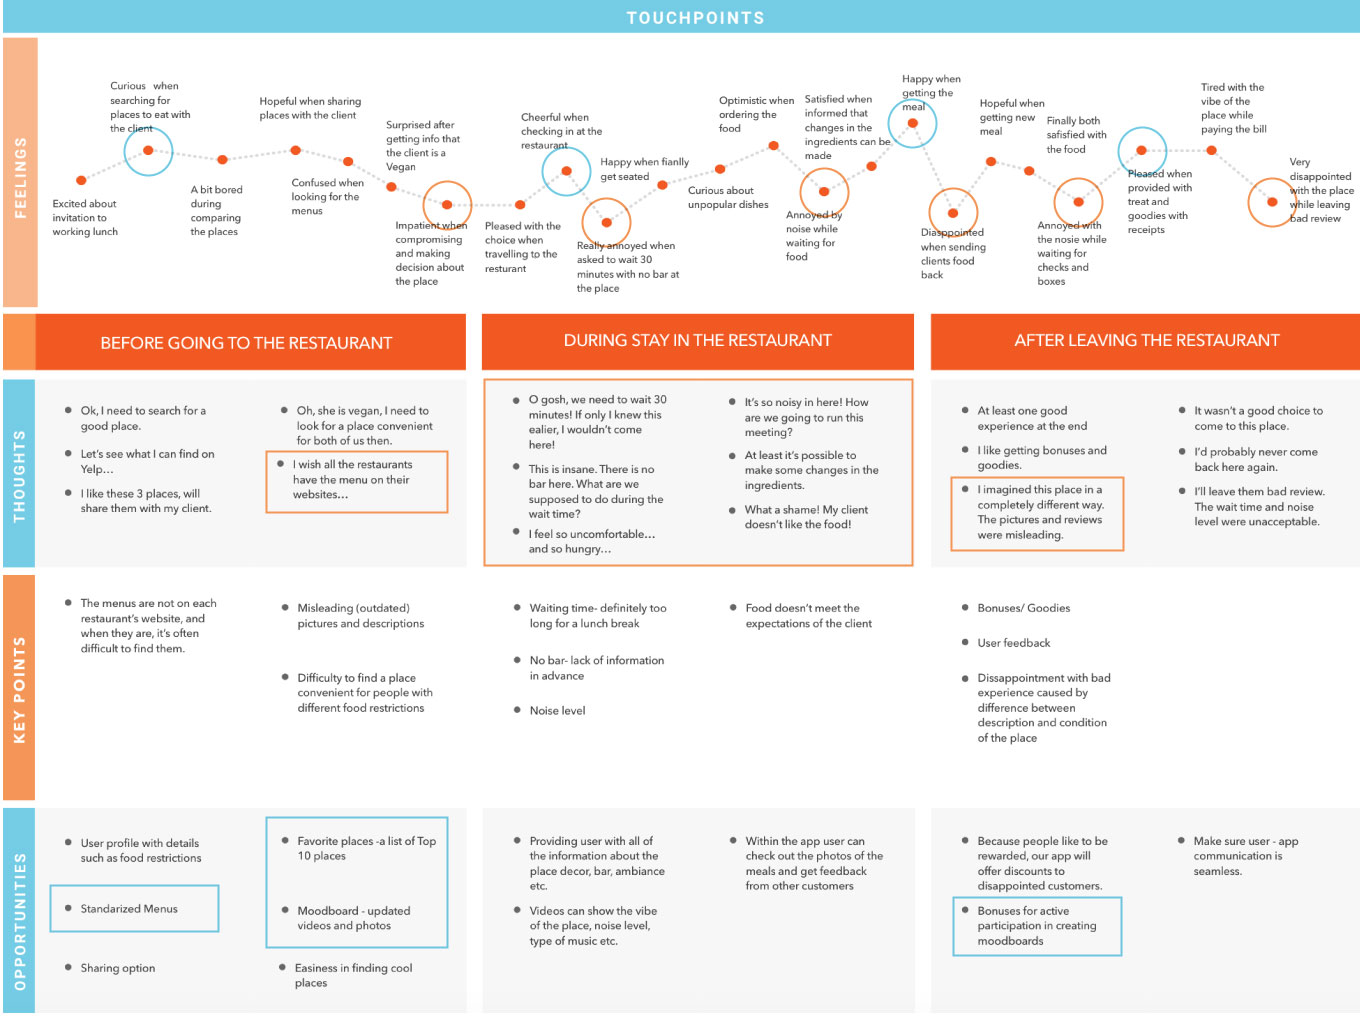 TOUCHPOINTS
FEELINGS
Excited about
invitation to
working lunch
Curious when
searching for
places to eat with
the client
A bit bored
during
comparing
the places
Hopeful when sharing
places with the client
Confused when
looking for the
menus
Surprised after
getting info that
the client is a
Vegan
Impatient when
compromising
and making
decision about
the place
Pleased with the
choice when
travelling to the
resturant
Cheerful when
checking in at the
restaurant
Really annoyed when
asked to wait 30
minutes with no bar at
the place
Happy when fianlly
get seated
Curious about
unpopular dishes
Optimistic when
ordering the
food
Annoyed by
noise while
waiting for
food
Satisfied when
informed that
changes in the
ingredients can be
made
Happy when
getting the
meal
Disappointed
when sending
clients food
back
Hopeful when
getting new
meal
Finally both
safisfied with
the food
Annoyed with
the nosie while
waiting for
checks and
boxes
Pleased when
provided with
treat and
goodies with
receipts
Tired with the
vibe of the
place while
paying the bill
Very
disappointed
with the place
while leaving
bad review
BEFORE GOING TO THE RESTAURANT
DURING STAY IN THE RESTAURANT
AFTER LEAVING THE RESTAURANT
THOUGHTS
Ok, I need to search for a
good place.
Let's see what I can find on
Yelp...
I like these 3 places, will
share them with my client.
Oh, she is vegan, I need to
look for a place convenient
for both of us then.
I wish all the restaurants
have the menu on their
websites...
O gosh, we need to wait 30
minutes! If only I knew this
ealier, I wouldn't come
here!
This is insane. There is no
bar here. What are we
supposed to do during the
wait time?
I feel so uncomfortable...
and so hungry...
It's so noisy in here! How
are we going to run this
meeting?
At least it's possible to
make some changes in the
ingredients.
What a shame! My client
doesn't like the food!
At least one good
experience at the end
I like getting bonuses and
goodies.
I imagined this place in a
completely different way.
The pictures and reviews
were misleading.
It wasn't a good choice to
come to this place.
I'd probably never come
back here again.
I'll leave them bad review.
The wait time and noise
level were unacceptable.
KEY POINTS
The menus are not on each
restaurant's website, and
when they are, it's often
difficult to find them.
Misleading (outdated)
pictures and descriptions
Difficulty to find a place
convenient for people with
different food restrictions
Waiting time- definitely too
long for a lunch break
No bar- lack of information
in advance
Noise level
Food doesn't meet the
expectations of the client
Bonuses/ Goodies
User feedback
Dissappointment with bad
experience caused by
difference between
description and condition
of the place
OPPORTUNITIES
User profile with details
such as food restrictions
Standarized Menus
Sharing option
Favorite places -a list of Top
10 places
Moodboard - updated
videos and photos
Easiness in finding cool
places
Providing user with all of
the information about the
place decor, bar, ambiance
etc.
Videos can show the vibe
of the place, noise level,
type of music etc.
Within the app user can
check out the photos of the
meals and get feedback
from other customers
Because people like to be
rewarded, our app will
offer discounts to
disappointed customers.
Bonuses for active
participation in creating
moodboards
Make sure user - app
communication is
seamless.